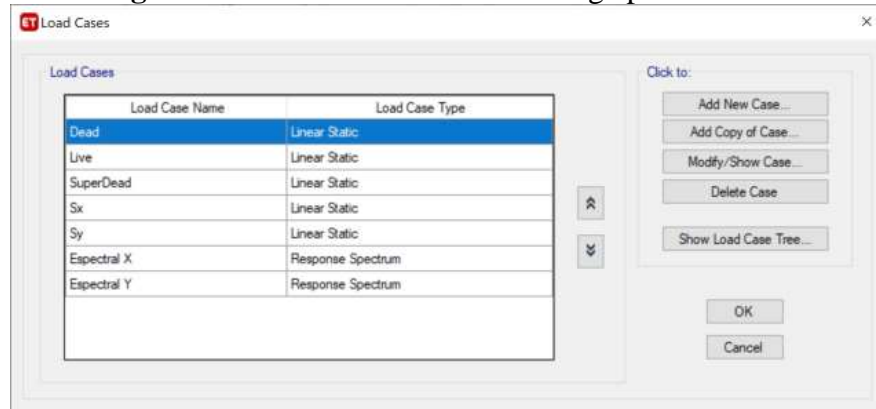 ET Load Cases
Load Cases
Load Case Name Load Case Type
Dead Linear Static
Live Linear Static
SuperDead Linear Static
Sx Linear Static
Sy Linear Static
Espectral X Response Spectrum
Espectral Y Response Spectrum
Click to:
Add New Case...
Add Copy of Case...
Modify/Show Case...
Delete Case
Show Load Case Tree...
OK
Cancel